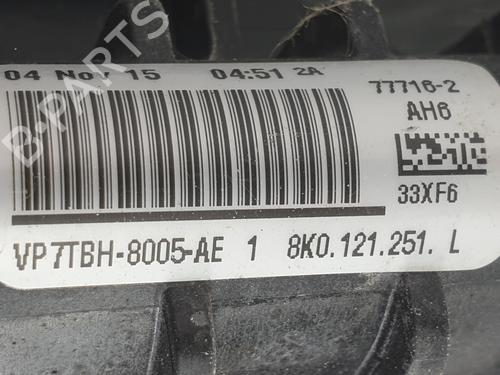 04 Nov 15 04:51 2A
77716-2
AH6
33XF6
VP7TBH-8005-AE 1 8K0.121.251. L
B-PARTS